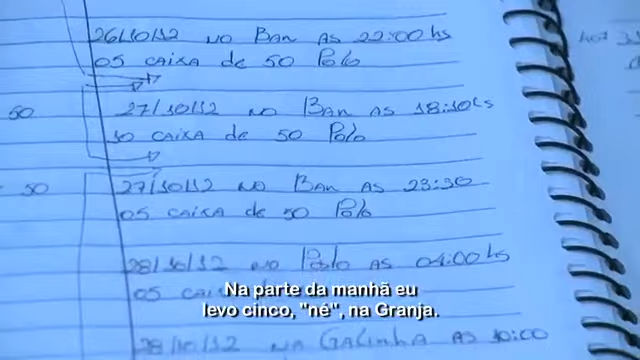 26/10/12 NO BAR AS 22:00 hs
05 CAIXA de 50 Polo
27/10/12 NO BAR AS 18:10 hs
50
10 CAIXA de 50 Polo
27/10/12 NO BAR AS 23:30
50
05 CAIXA de 50 Polo
28/10/12 NO Polo AS 04:00 hs
05
28/10/12 NA GALINHA AS 10:00
Na parte da manhã eu
levo cinco, "né", na Granja.